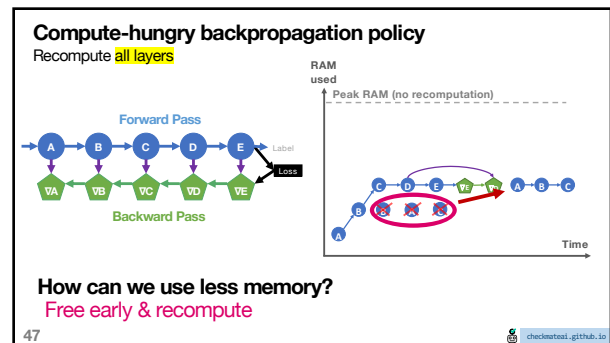 Compute-hungry backpropagation policy
Recompute all layers
RAM
used
Peak RAM (no recomputation)
Forward Pass
A B C D E Label
Loss
∇A ∇B ∇C ∇D ∇E
Backward Pass
C D E ∇E A B C
B
A
Time
How can we use less memory?
Free early & recompute
47
checkmateai.github.io